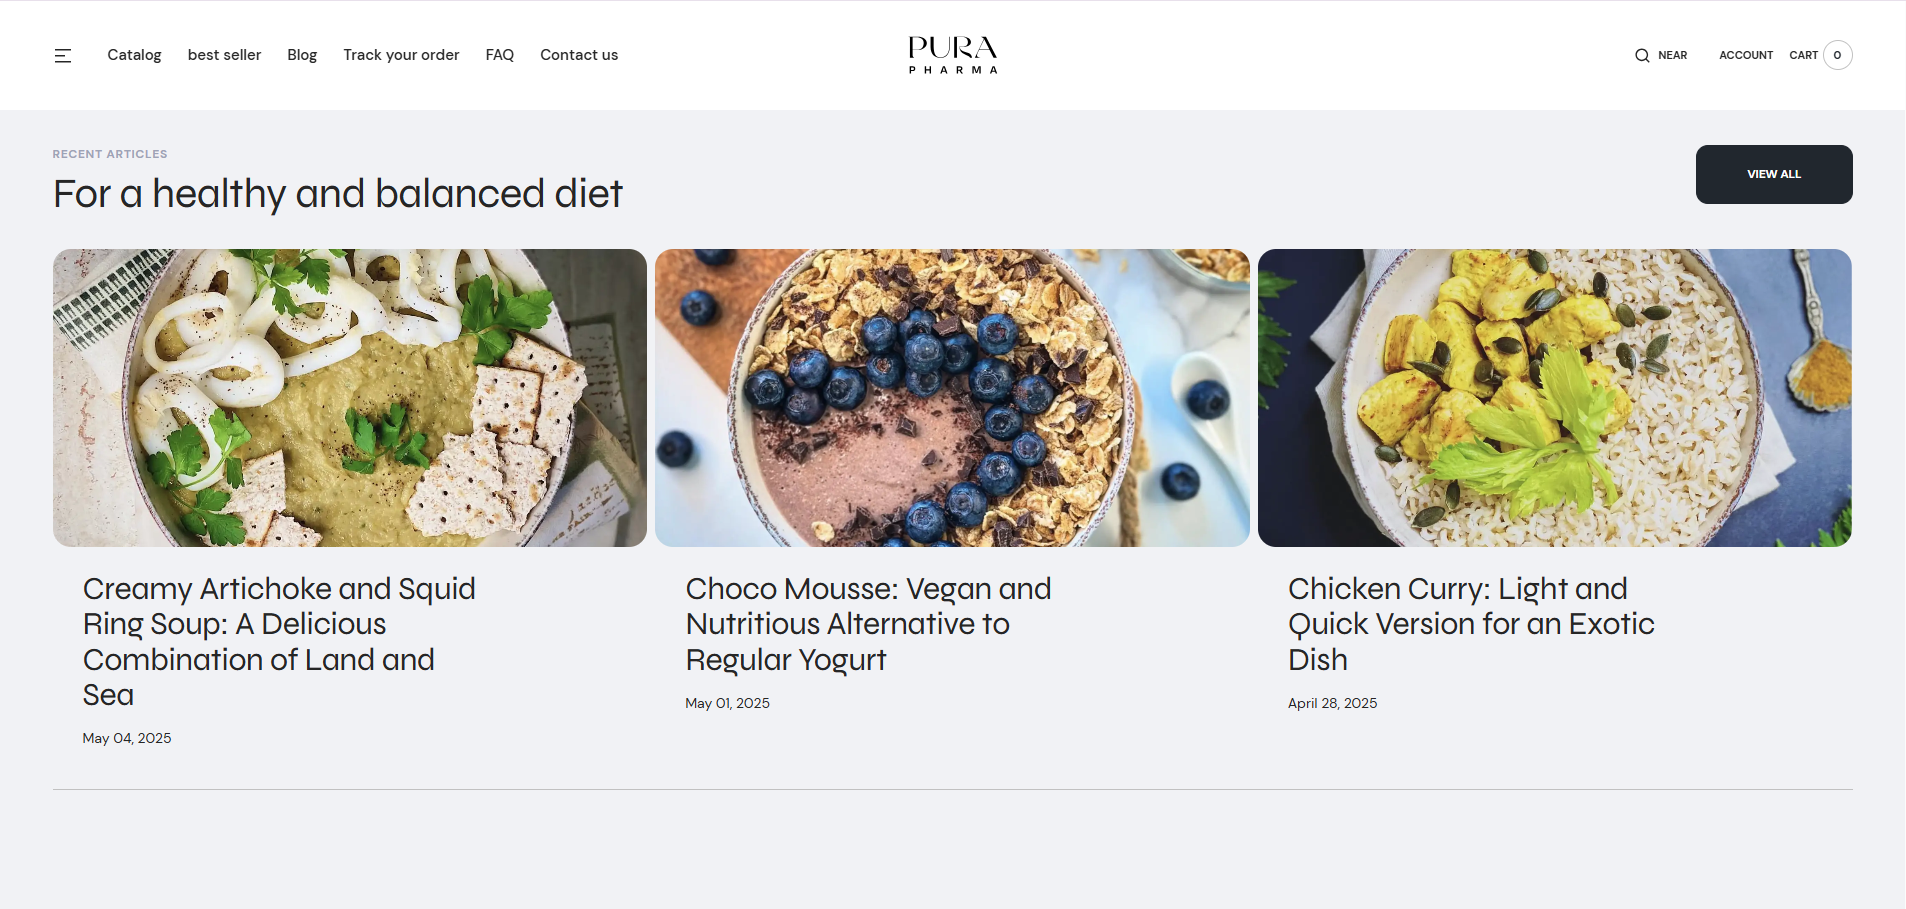 Catalog
best seller
Blog
Track your order
FAQ
Contact us
PURA
PHARMA
NEAR
ACCOUNT
CART
0
RECENT ARTICLES
For a healthy and balanced diet
VIEW ALL
Creamy Artichoke and Squid
Ring Soup: A Delicious
Combination of Land and
Sea
May 04, 2025
Choco Mousse: Vegan and
Nutritious Alternative to
Regular Yogurt
May 01, 2025
Chicken Curry: Light and
Quick Version for an Exotic
Dish
April 28, 2025